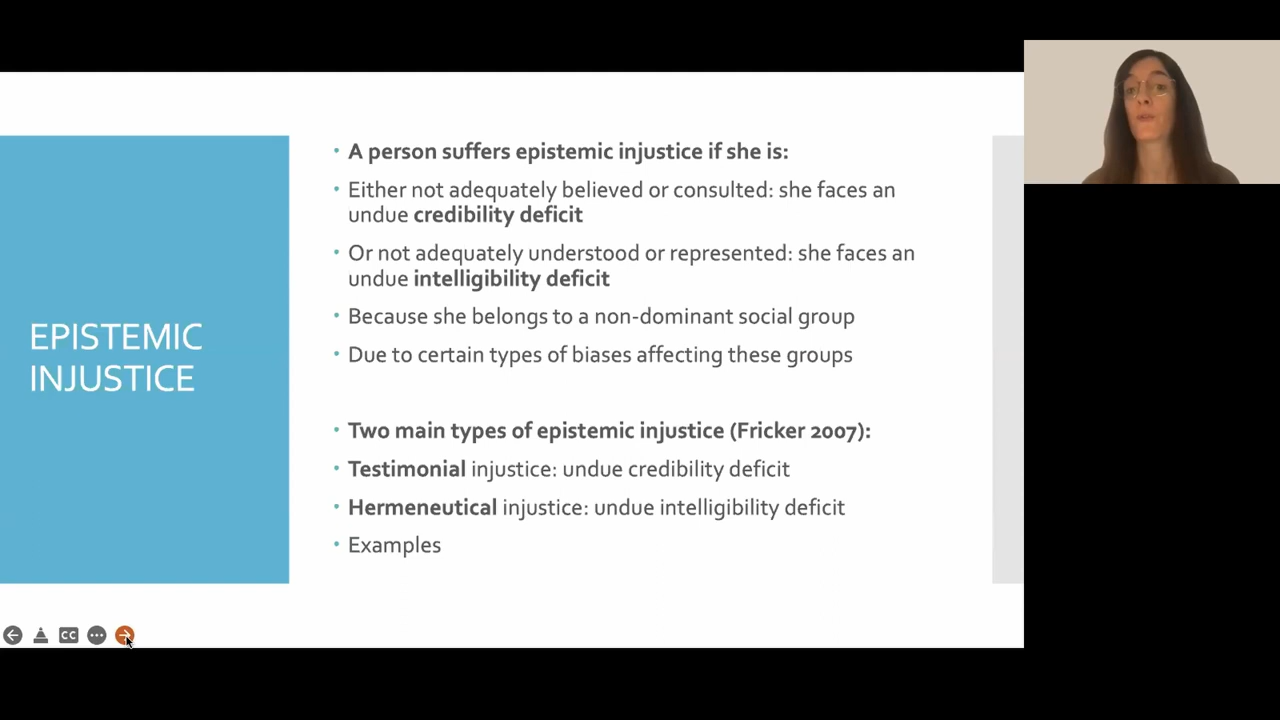 EPISTEMIC
INJUSTICE
• A person suffers epistemic injustice if she is:
• Either not adequately believed or consulted: she faces an
undue credibility deficit
• Or not adequately understood or represented: she faces an
undue intelligibility deficit
• Because she belongs to a non-dominant social group
• Due to certain types of biases affecting these groups
• Two main types of epistemic injustice (Fricker 2007):
• Testimonial injustice: undue credibility deficit
• Hermeneutical injustice: undue intelligibility deficit
• Examples
CC